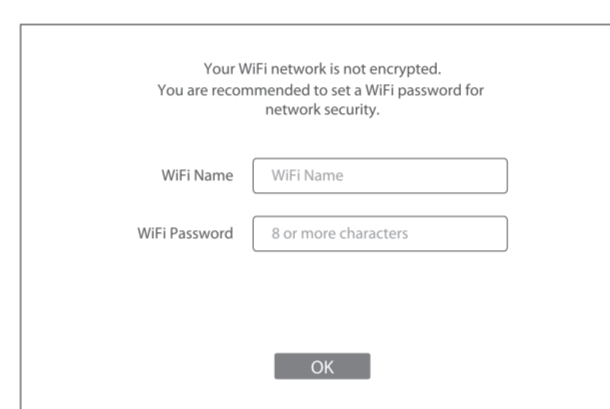 Your WiFi network is not encrypted.
You are recommended to set a WiFi password for
network security.
WiFi Name
WiFi Name
WiFi Password
8 or more characters
OK